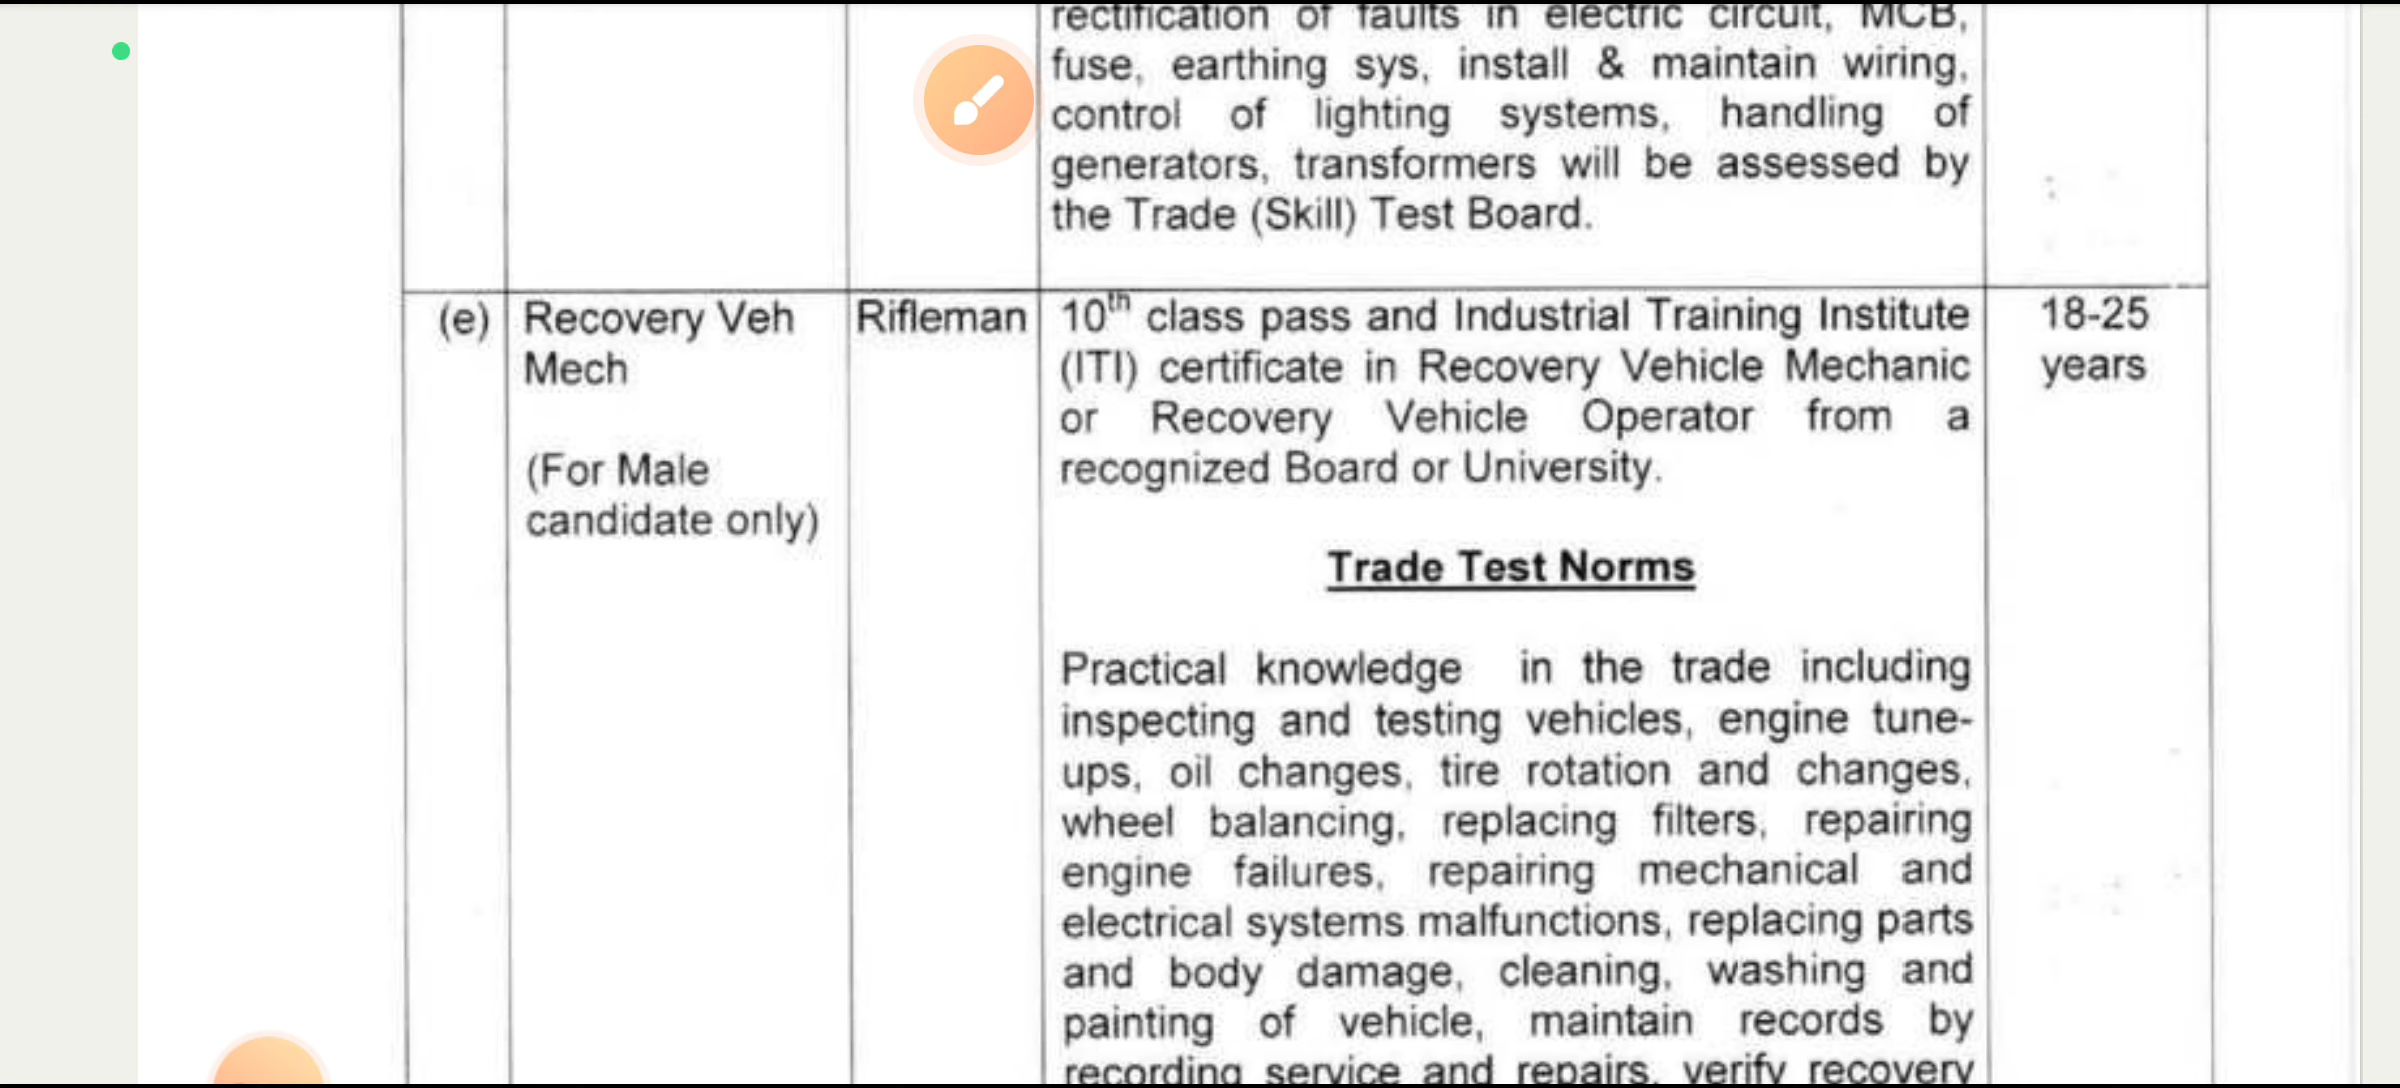 rectification of faults in electric circuit, MCB,
fuse, earthing sys, install & maintain wiring,
control of lighting systems, handling of
generators, transformers will be assessed by
the Trade (Skill) Test Board.
(e)
Recovery Veh
Mech
(For Male
candidate only)
Rifleman
10th class pass and Industrial Training Institute
(ITI) certificate in Recovery Vehicle Mechanic
or Recovery Vehicle Operator from a
recognized Board or University.
Trade Test Norms
Practical knowledge in the trade including
inspecting and testing vehicles, engine tune-
ups, oil changes, tire rotation and changes,
wheel balancing, replacing filters, repairing
engine failures, repairing mechanical and
electrical systems malfunctions, replacing parts
and body damage, cleaning, washing and
painting of vehicle, maintain records by
recording service and repairs, verify recovery
18-25
years